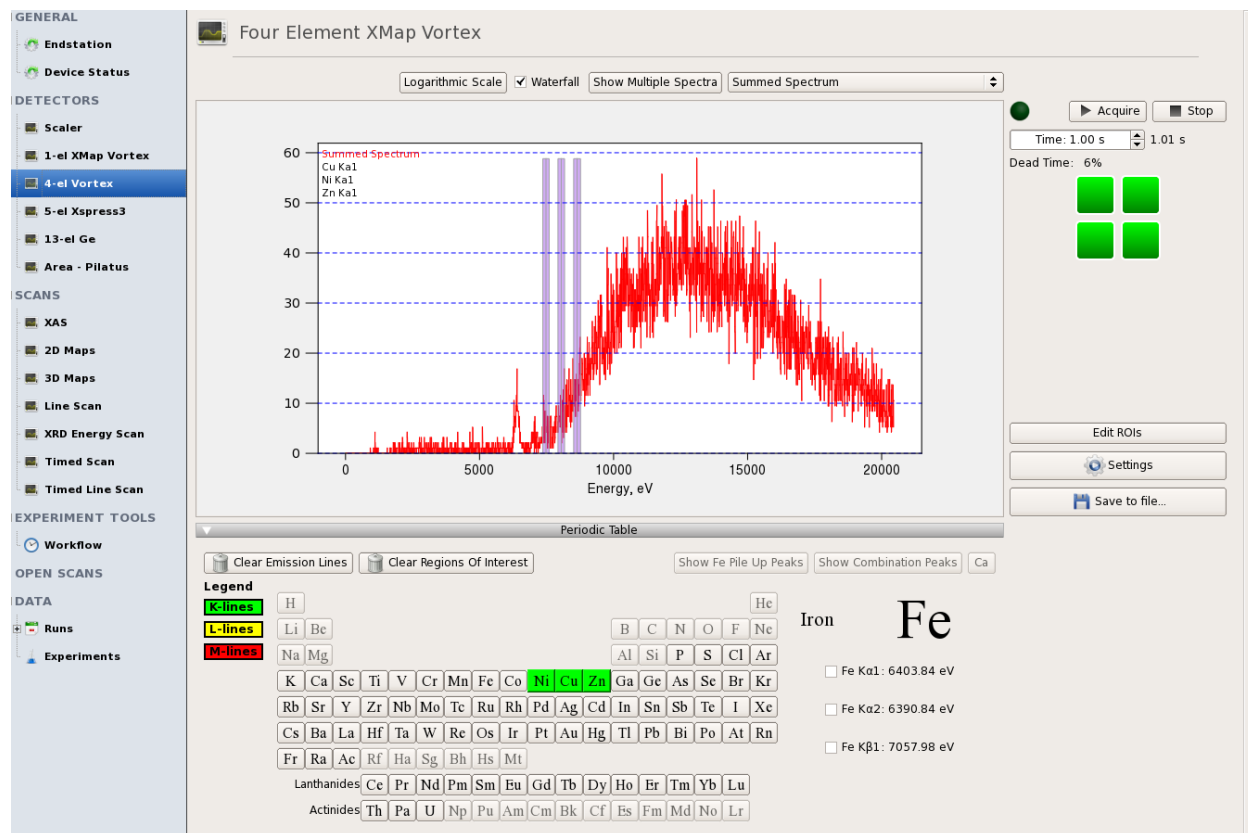 GENERAL
Endstation
Device Status
DETECTORS
Scaler
1-el XMap Vortex
4-el Vortex
5-el Xspress3
13-el Ge
Area - Pilatus
SCANS
XAS
2D Maps
3D Maps
Line Scan
XRD Energy Scan
Timed Scan
Timed Line Scan
EXPERIMENT TOOLS
Workflow
OPEN SCANS
DATA
Runs
Experiments
Four Element XMap Vortex
Logarithmic Scale Waterfall Show Multiple Spectra Summed Spectrum
Acquire Stop
Time: 1.00 s 1.01 s
Dead Time: 6%
Summed Spectrum
Cu Ka1
Ni Ka1
Zn Ka1
60
50
40
30
20
10
0
0 5000 10000 15000 20000
Energy, eV
Edit ROIs
Settings
Save to file...
Periodic Table
Clear Emission Lines Clear Regions Of Interest Show Fe Pile Up Peaks Show Combination Peaks Ca
Legend
K-lines
L-lines
M-lines
H He
Li Be B C N O F Ne
Na Mg Al Si P S Cl Ar
K Ca Sc Ti V Cr Mn Fe Co Ni Cu Zn Ga Ge As Se Br Kr
Rb Sr Y Zr Nb Mo Tc Ru Rh Pd Ag Cd In Sn Sb Te I Xe
Cs Ba La Hf Ta W Re Os Ir Pt Au Hg Tl Pb Bi Po At Rn
Fr Ra Ac Rf Ha Sg Bh Hs Mt
Lanthanides Ce Pr Nd Pm Sm Eu Gd Tb Dy Ho Er Tm Yb Lu
Actinides Th Pa U Np Pu Am Cm Bk Cf Es Fm Md No Lr
Iron Fe
Fe Kα1: 6403.84 eV
Fe Kα2: 6390.84 eV
Fe Kβ1: 7057.98 eV